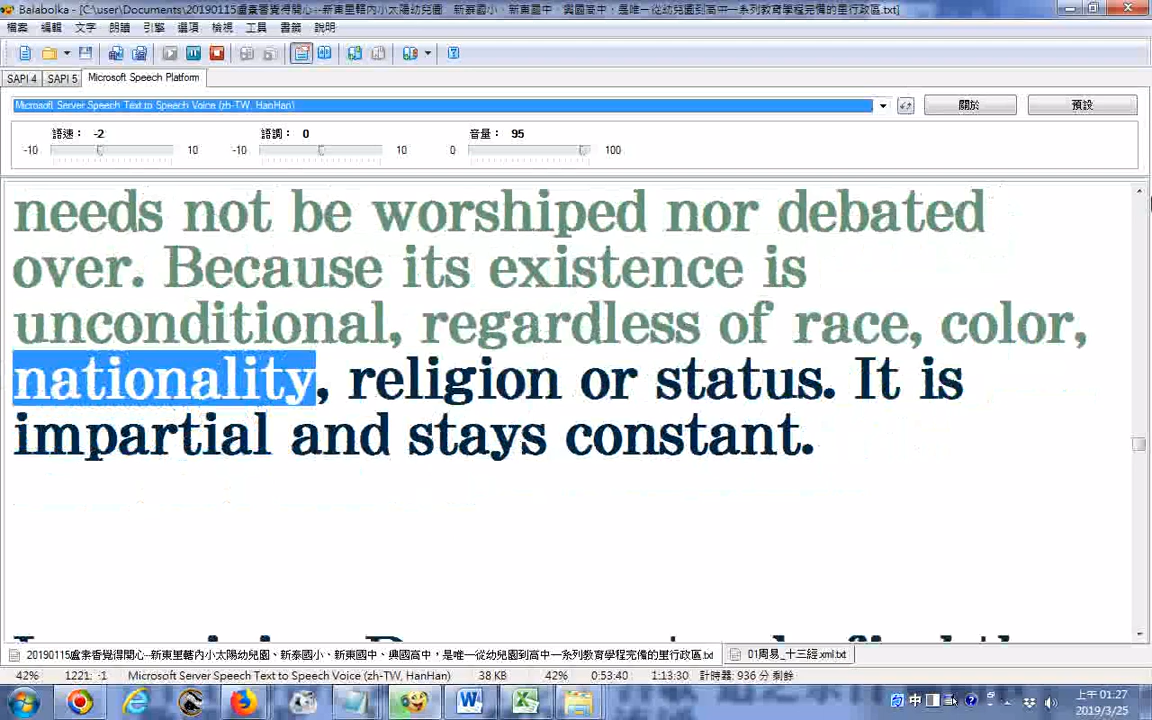 Balabolka - [C:\user\Documents\20190115盧素香覺得開心--新東里轄內小太陽幼兒園、新泰國小、新東國中、興國高中，是唯一從幼兒園到高中一系列教育學程完備的里行政區.txt]
檔案 編輯 文字 朗讀 引擎 選項 檢視 工具 書籤 說明
SAPI 4 SAPI 5 Microsoft Speech Platform
Microsoft Server Speech Text to Speech Voice (zh-TW, HanHan) 關於 預設
語速： -2 語調： 0 音量： 95
-10 10 -10 10 0 100
needs not be worshiped nor debated
over. Because its existence is
unconditional, regardless of race, color,
nationality, religion or status. It is
impartial and stays constant.
20190115盧素香覺得開心--新東里轄內小太陽幼兒園、新泰國小、新東國中、興國高中，是唯一從幼兒園到高中一系列教育學程完備的里行政區.txt 01周易_十三經.txt
42% 1221: -1 Microsoft Server Speech Text to Speech Voice (zh-TW, HanHan) 38 KB 42% 0:53:40 1:13:30 計時器: 936 分 剩餘
中 上午 01:27
2019/3/25